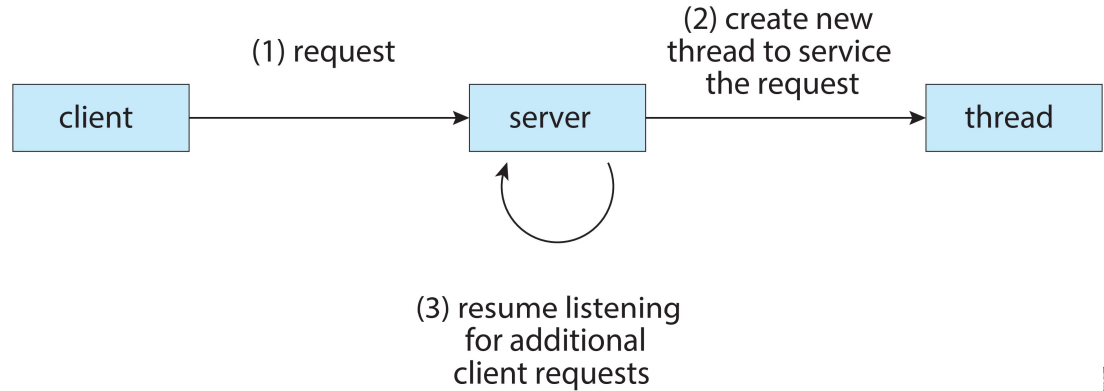 (1) request
(2) create new
thread to service
the request
client
server
thread
(3) resume listening
for additional
client requests